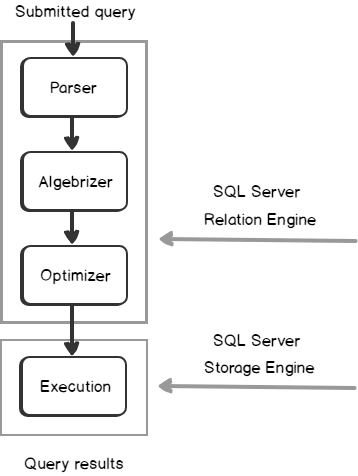 Submitted query
Parser
Algebrizer
SQL Server
Relation Engine
Optimizer
SQL Server
Storage Engine
Execution
Query results